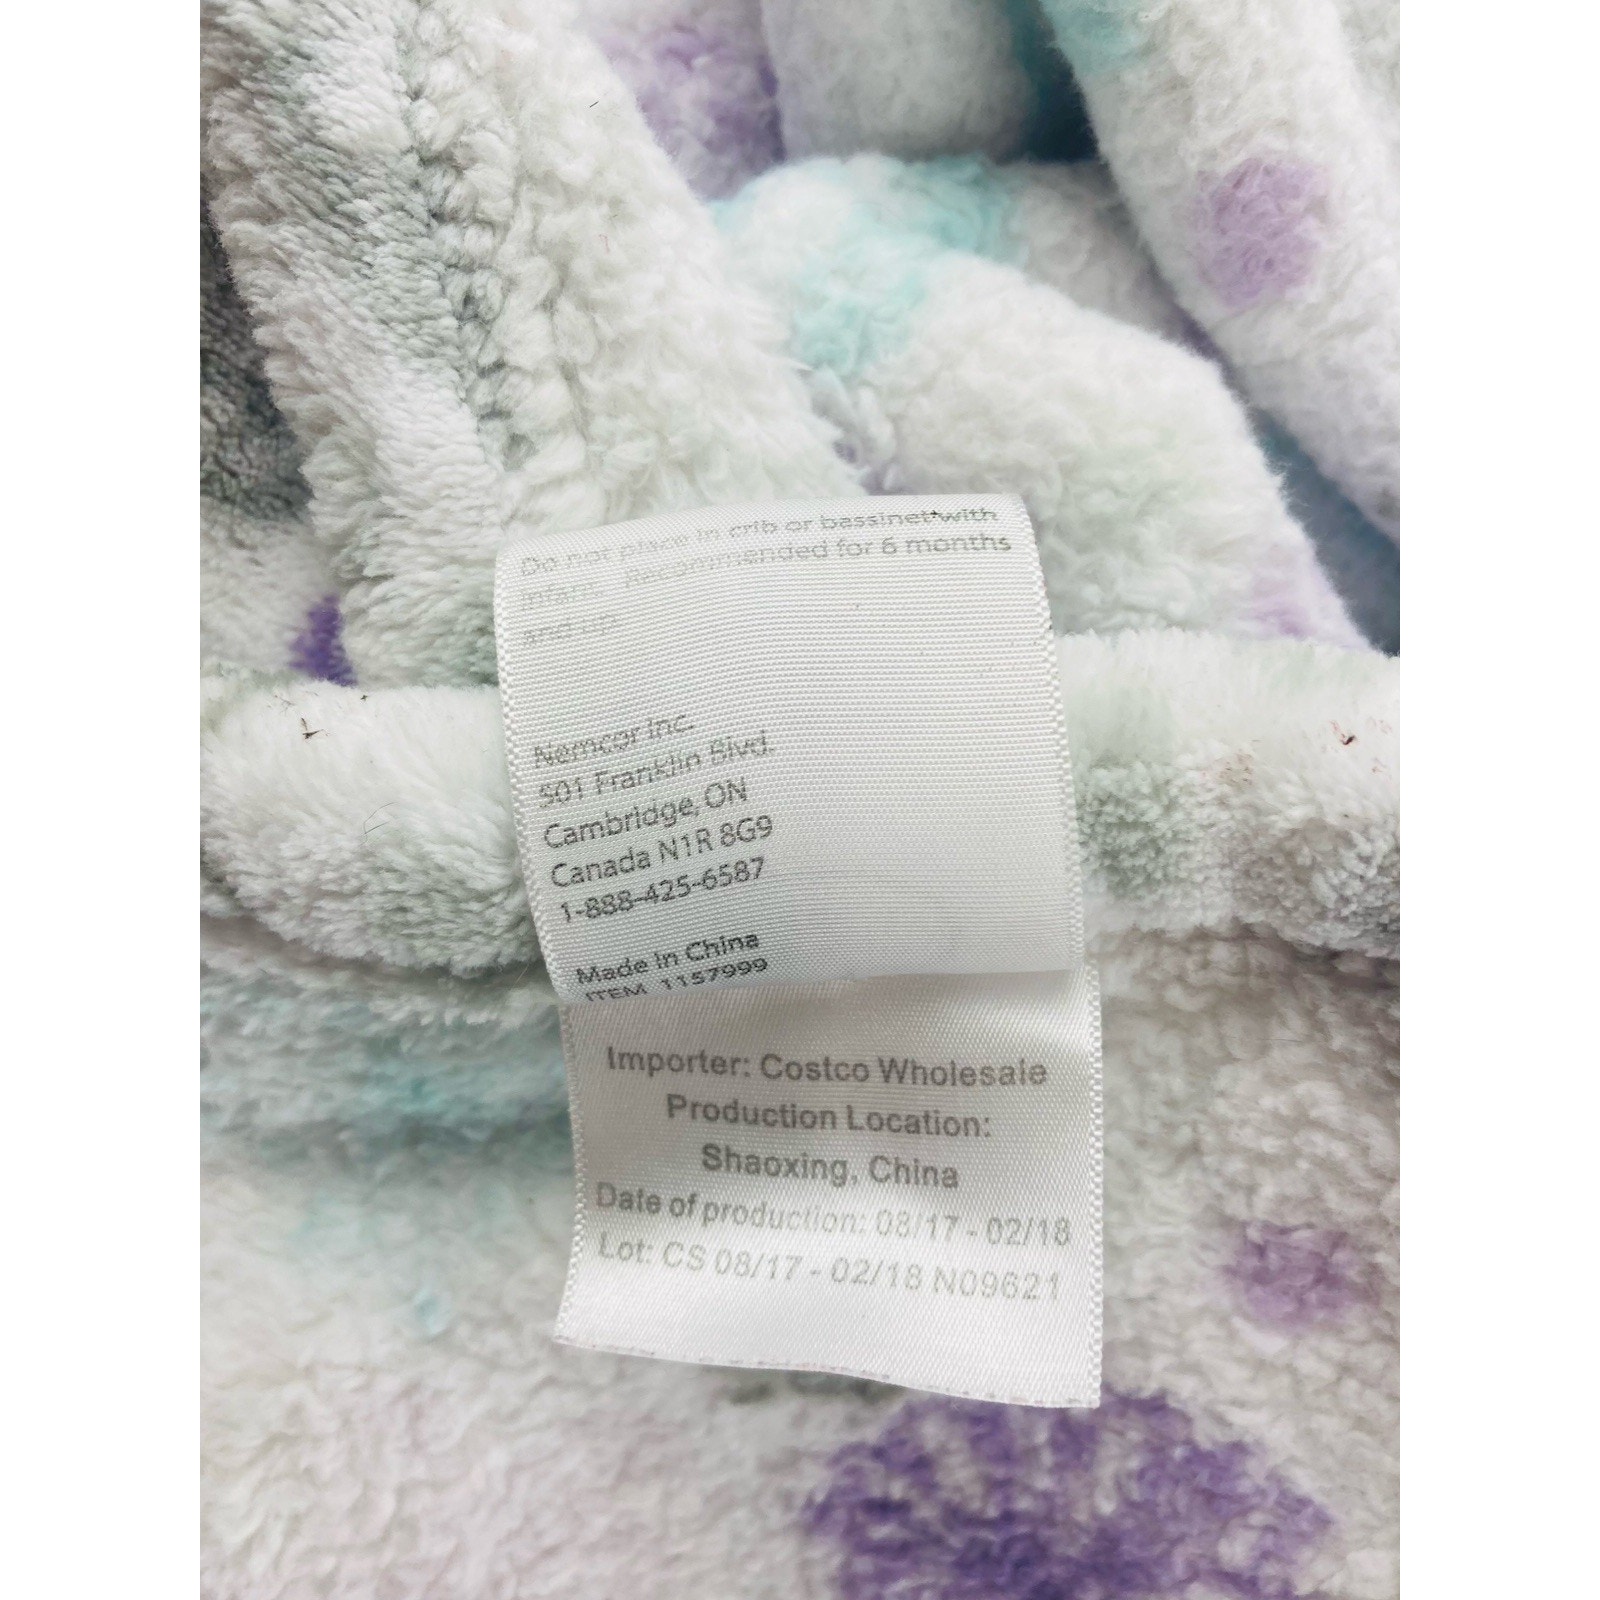 Do not place in crib or bassinet with
infant. Recommended for 6 months
and up.
Nemcor Inc.
501 Franklin Blvd.
Cambridge, ON
Canada N1R 8G9
1-888-425-6587
Made in China
ITEM 1157999
Importer: Costco Wholesale
Production Location:
Shaoxing, China
Date of production: 08/17 - 02/18
Lot: CS 08/17 - 02/18 N09621